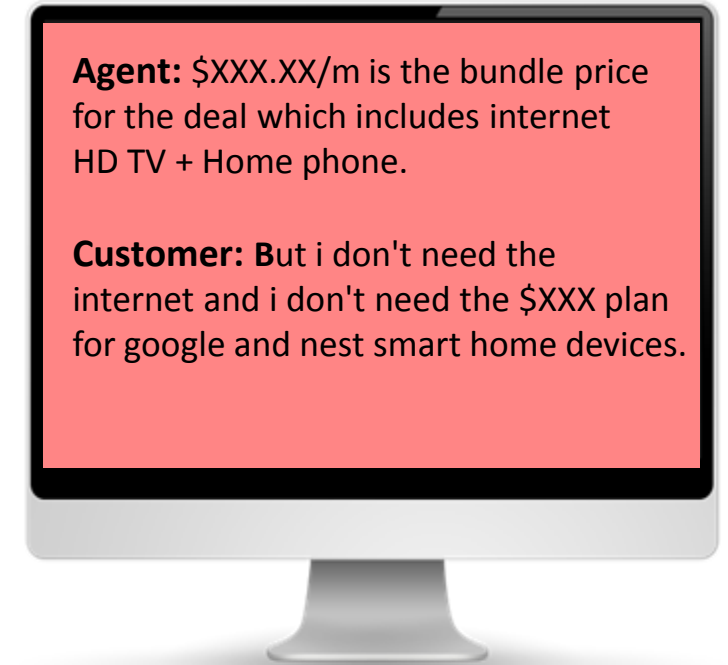 Agent: $XXX.XX/m is the bundle price
for the deal which includes internet
HD TV + Home phone.
Customer: But i don't need the
internet and i don't need the $XXX plan
for google and nest smart home devices.